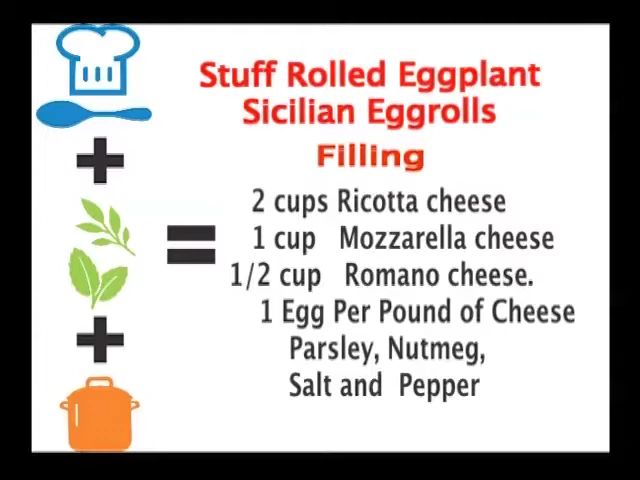 Stuff Rolled Eggplant
Sicilian Eggrolls
Filling
2 cups Ricotta cheese
1 cup Mozzarella cheese
1/2 cup Romano cheese.
1 Egg Per Pound of Cheese
Parsley, Nutmeg,
Salt and Pepper